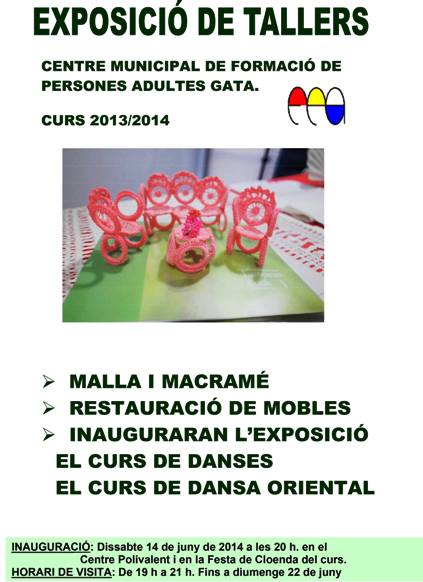 EXPOSICIÓ DE TALLERS
CENTRE MUNICIPAL DE FORMACIÓ DE
PERSONES ADULTES GATA.
CURS 2013/2014
➢ MALLA I MACRAMÉ
➢ RESTAURACIÓ DE MOBLES
➢ INAUGURARAN L’EXPOSICIÓ
EL CURS DE DANSES
EL CURS DE DANSA ORIENTAL
INAUGURACIÓ: Dissabte 14 de juny de 2014 a les 20 h. en el
Centre Polivalent i en la Festa de Cloenda del curs.
HORARI DE VISITA: De 19 h a 21 h. Fins a diumenge 22 de juny